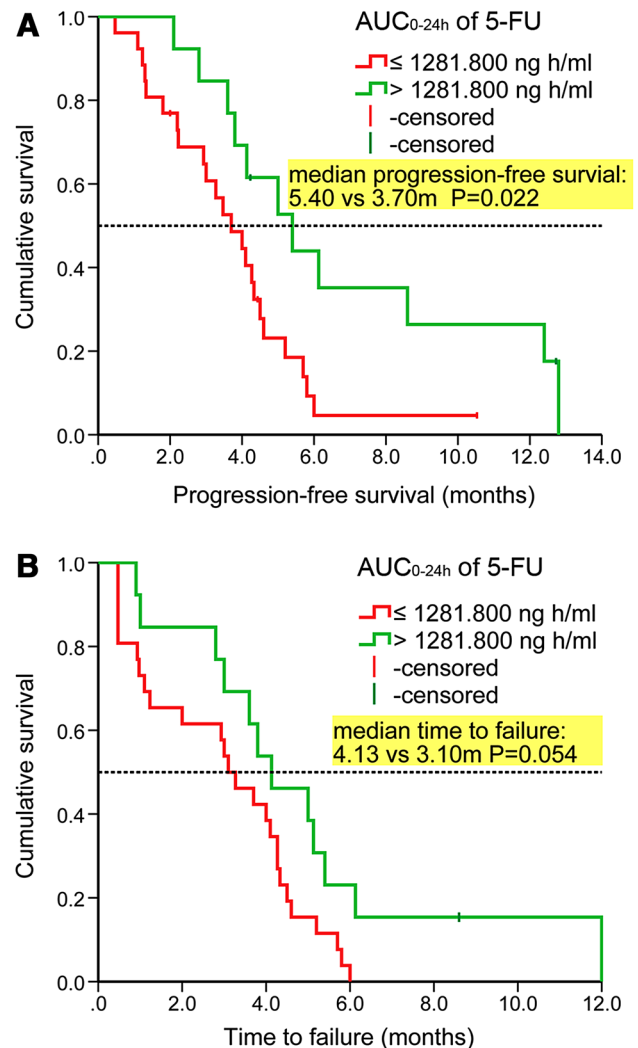 A
AUC0-24h of 5-FU
≤ 1281.800 ng h/ml
> 1281.800 ng h/ml
-censored
-censored
median progression-free survial:
5.40 vs 3.70m P=0.022
Cumulative survival
1.0
0.8
0.6
0.4
0.2
0.0
.0 2.0 4.0 6.0 8.0 10.0 12.0 14.0
Progression-free survival (months)
B
AUC0-24h of 5-FU
≤ 1281.800 ng h/ml
> 1281.800 ng h/ml
-censored
-censored
median time to failure:
4.13 vs 3.10m P=0.054
Cumulative survival
1.0
0.8
0.6
0.4
0.2
0.0
.0 2.0 4.0 6.0 8.0 10.0 12.0
Time to failure (months)